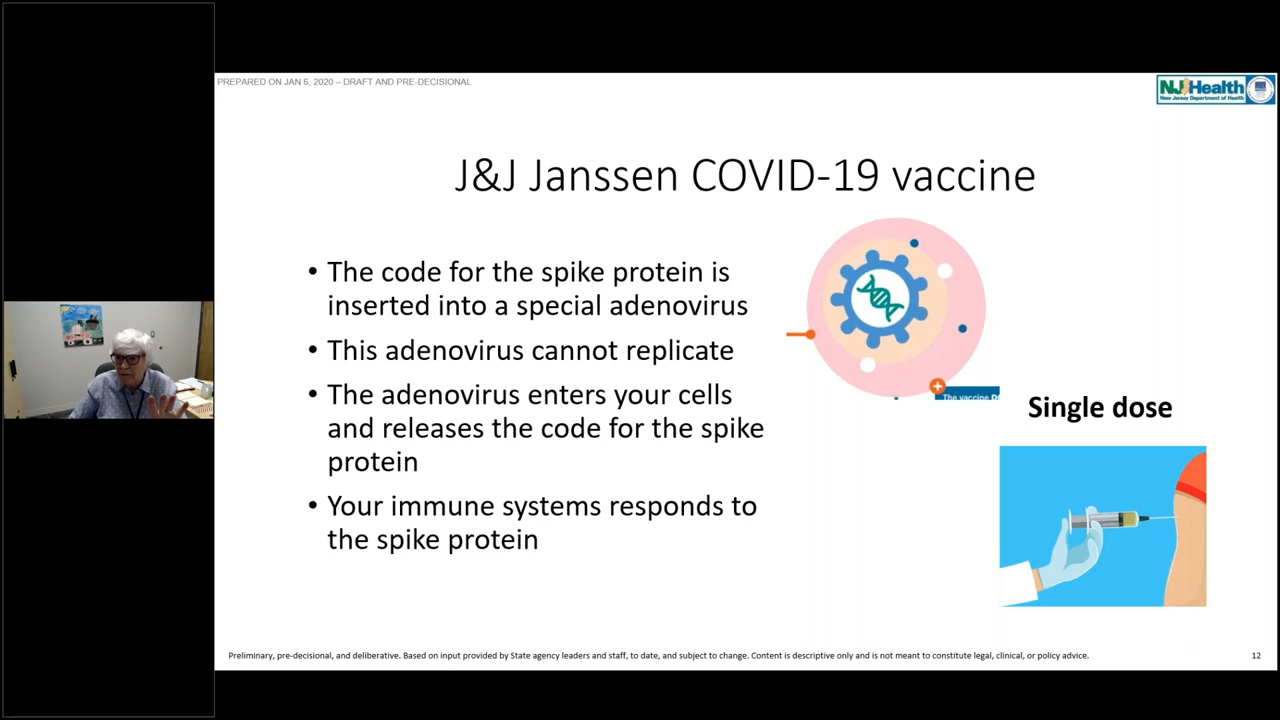 PREPARED ON JAN 6, 2020 – DRAFT AND PRE-DECISIONAL
NJHealth
New Jersey Department of Health
J&J Janssen COVID-19 vaccine
• The code for the spike protein is
inserted into a special adenovirus
• This adenovirus cannot replicate
• The adenovirus enters your cells
and releases the code for the spike
protein
• Your immune systems responds to
the spike protein
The vaccine
Single dose
Preliminary, pre-decisional, and deliberative. Based on input provided by State agency leaders and staff, to date, and subject to change. Content is descriptive only and is not meant to constitute legal, clinical, or policy advice.
12